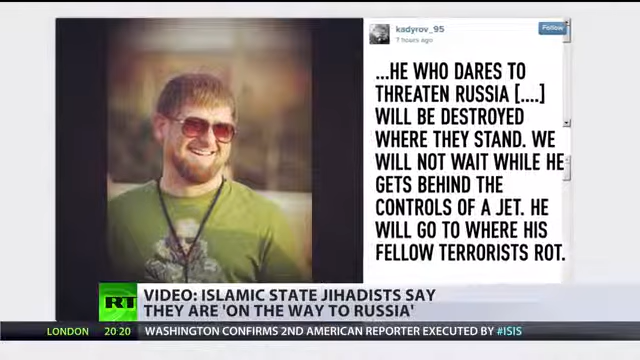 kadyrov_95
Follow
7 hours ago
...HE WHO DARES TO
THREATEN RUSSIA [....]
WILL BE DESTROYED
WHERE THEY STAND. WE
WILL NOT WAIT WHILE HE
GETS BEHIND THE
CONTROLS OF A JET. HE
WILL GO TO WHERE HIS
FELLOW TERRORISTS ROT.
RT
VIDEO: ISLAMIC STATE JIHADISTS SAY
THEY ARE 'ON THE WAY TO RUSSIA'
LONDON 20:20 WASHINGTON CONFIRMS 2ND AMERICAN REPORTER EXECUTED BY #ISIS